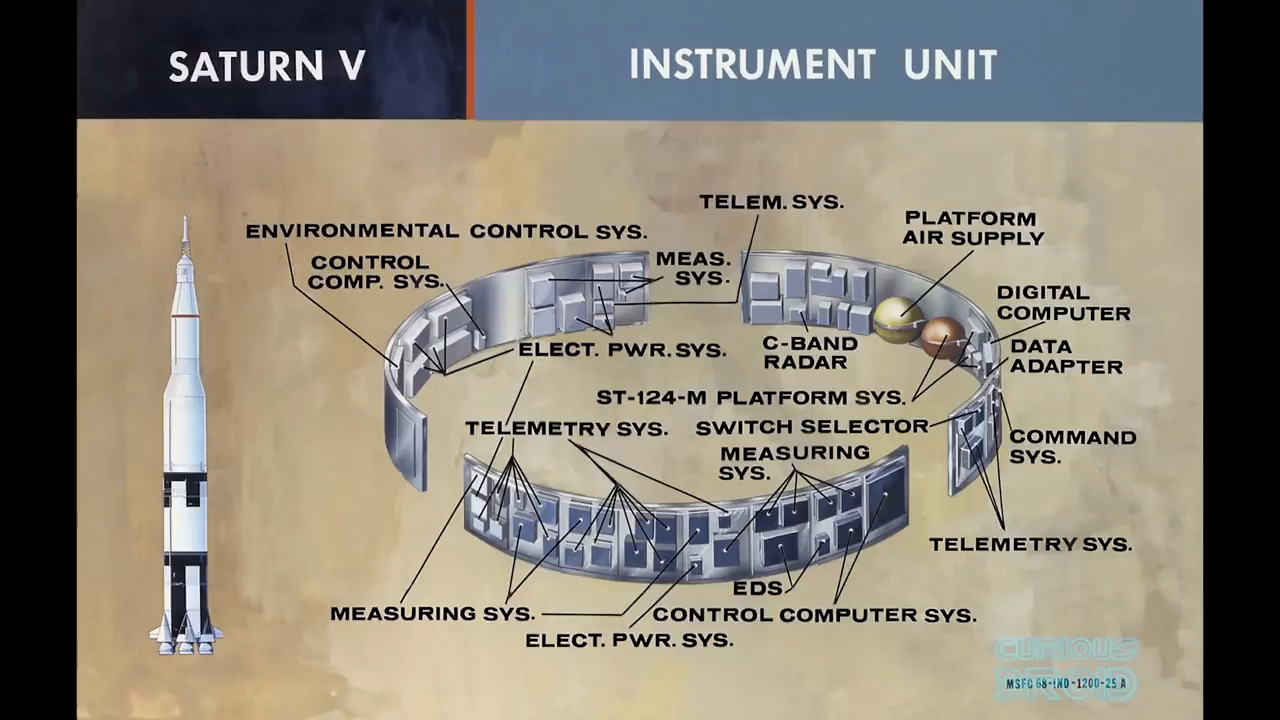 SATURN V
INSTRUMENT UNIT
TELEM. SYS.
ENVIRONMENTAL CONTROL SYS.
PLATFORM
AIR SUPPLY
CONTROL
COMP. SYS.
MEAS.
SYS.
DIGITAL
COMPUTER
ELECT. PWR. SYS.
C-BAND
RADAR
DATA
ADAPTER
ST-124-M PLATFORM SYS.
TELEMETRY SYS.
SWITCH SELECTOR
MEASURING
SYS.
COMMAND
SYS.
TELEMETRY SYS.
EDS
MEASURING SYS.
CONTROL COMPUTER SYS.
ELECT. PWR. SYS.
CURIOUS
DROID
MSFC 68-IND-1200-25 A